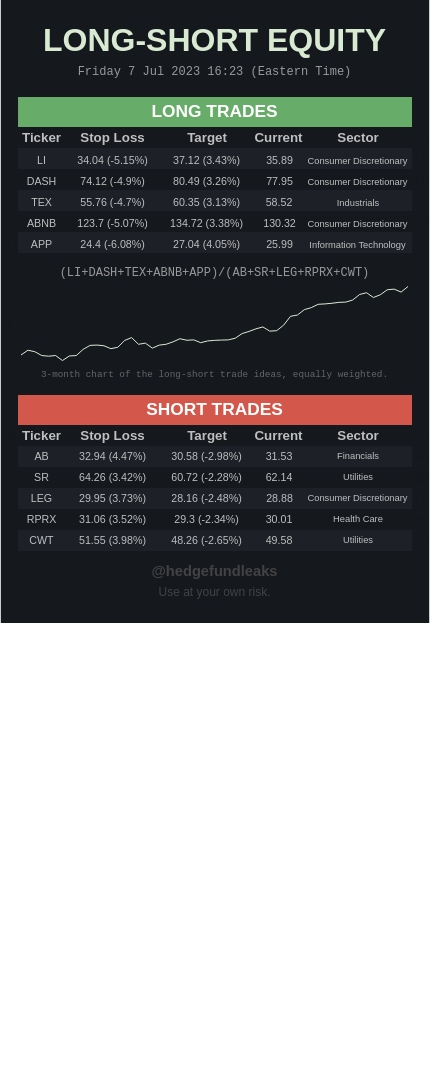 LONG-SHORT EQUITY
Friday 7 Jul 2023 16:23 (Eastern Time)
LONG TRADES
Ticker Stop Loss Target Current Sector
LI 34.04 (-5.15%) 37.12 (3.43%) 35.89 Consumer Discretionary
DASH 74.12 (-4.9%) 80.49 (3.26%) 77.95 Consumer Discretionary
TEX 55.76 (-4.7%) 60.35 (3.13%) 58.52 Industrials
ABNB 123.7 (-5.07%) 134.72 (3.38%) 130.32 Consumer Discretionary
APP 24.4 (-6.08%) 27.04 (4.05%) 25.99 Information Technology
(LI+DASH+TEX+ABNB+APP)/(AB+SR+LEG+RPRX+CWT)
3-month chart of the long-short trade ideas, equally weighted.
SHORT TRADES
Ticker Stop Loss Target Current Sector
AB 32.94 (4.47%) 30.58 (-2.98%) 31.53 Financials
SR 64.26 (3.42%) 60.72 (-2.28%) 62.14 Utilities
LEG 29.95 (3.73%) 28.16 (-2.48%) 28.88 Consumer Discretionary
RPRX 31.06 (3.52%) 29.3 (-2.34%) 30.01 Health Care
CWT 51.55 (3.98%) 48.26 (-2.65%) 49.58 Utilities
@hedgefundleaks
Use at your own risk.